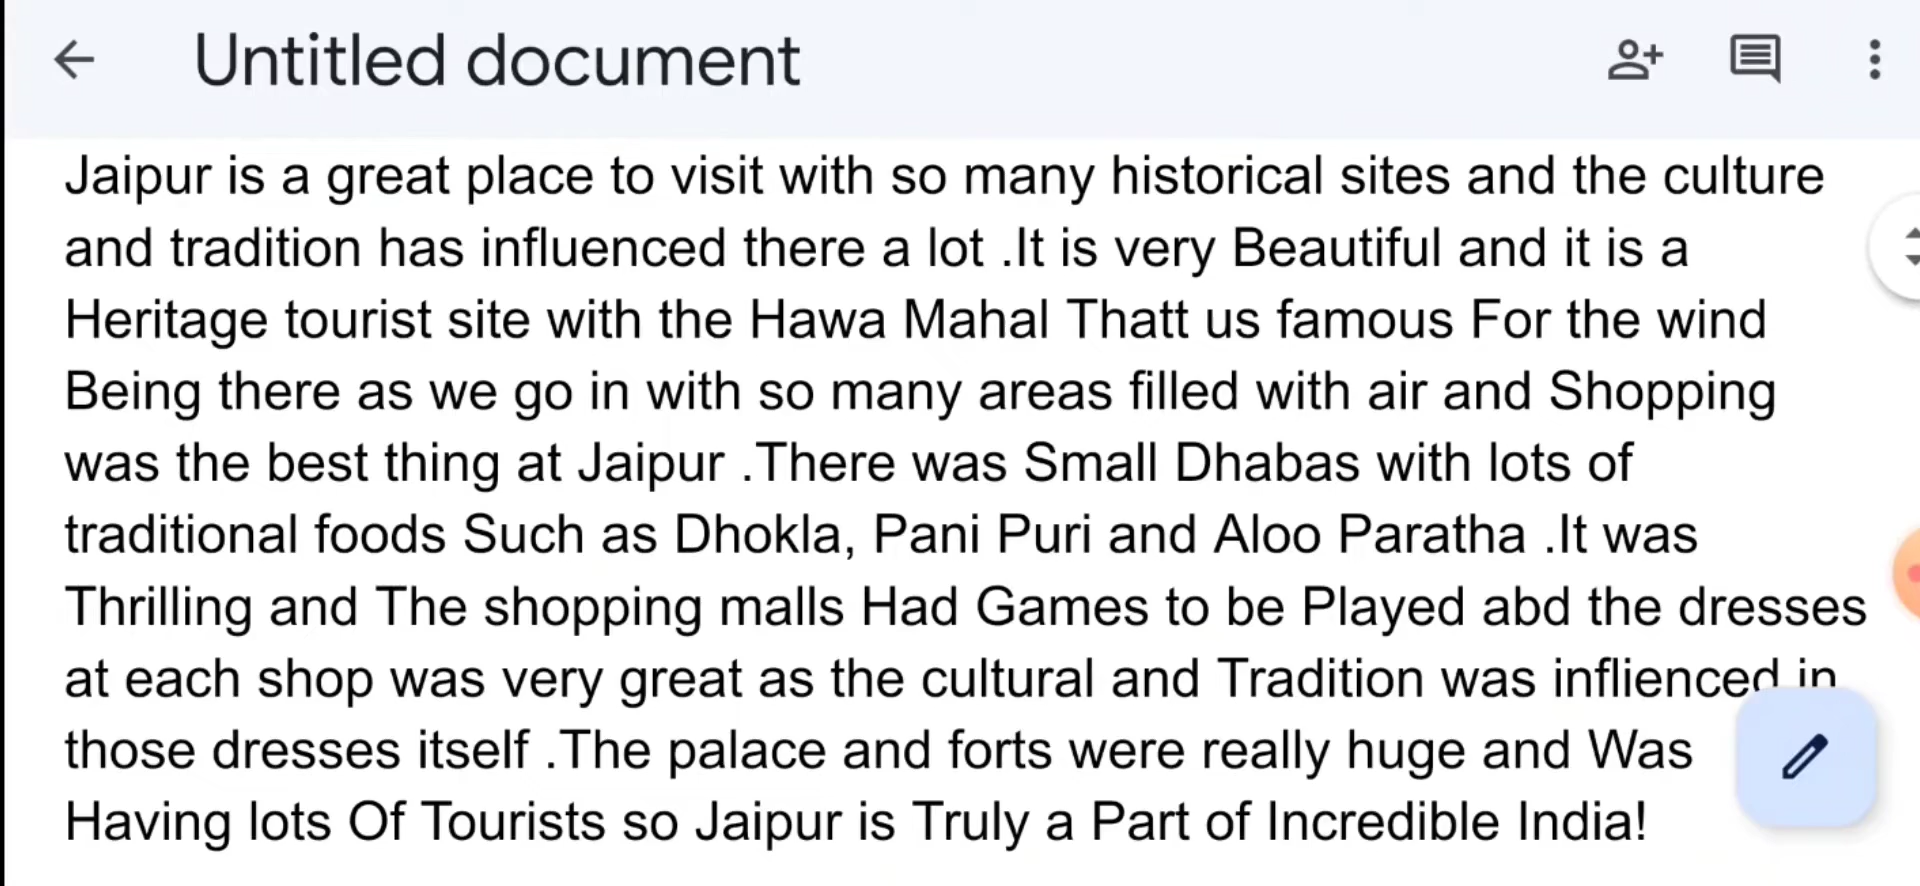 Untitled document
Jaipur is a great place to visit with so many historical sites and the culture
and tradition has influenced there a lot .It is very Beautiful and it is a
Heritage tourist site with the Hawa Mahal Thatt us famous For the wind
Being there as we go in with so many areas filled with air and Shopping
was the best thing at Jaipur .There was Small Dhabas with lots of
traditional foods Such as Dhokla, Pani Puri and Aloo Paratha .It was
Thrilling and The shopping malls Had Games to be Played abd the dresses
at each shop was very great as the cultural and Tradition was inflienced in
those dresses itself .The palace and forts were really huge and Was
Having lots Of Tourists so Jaipur is Truly a Part of Incredible India!